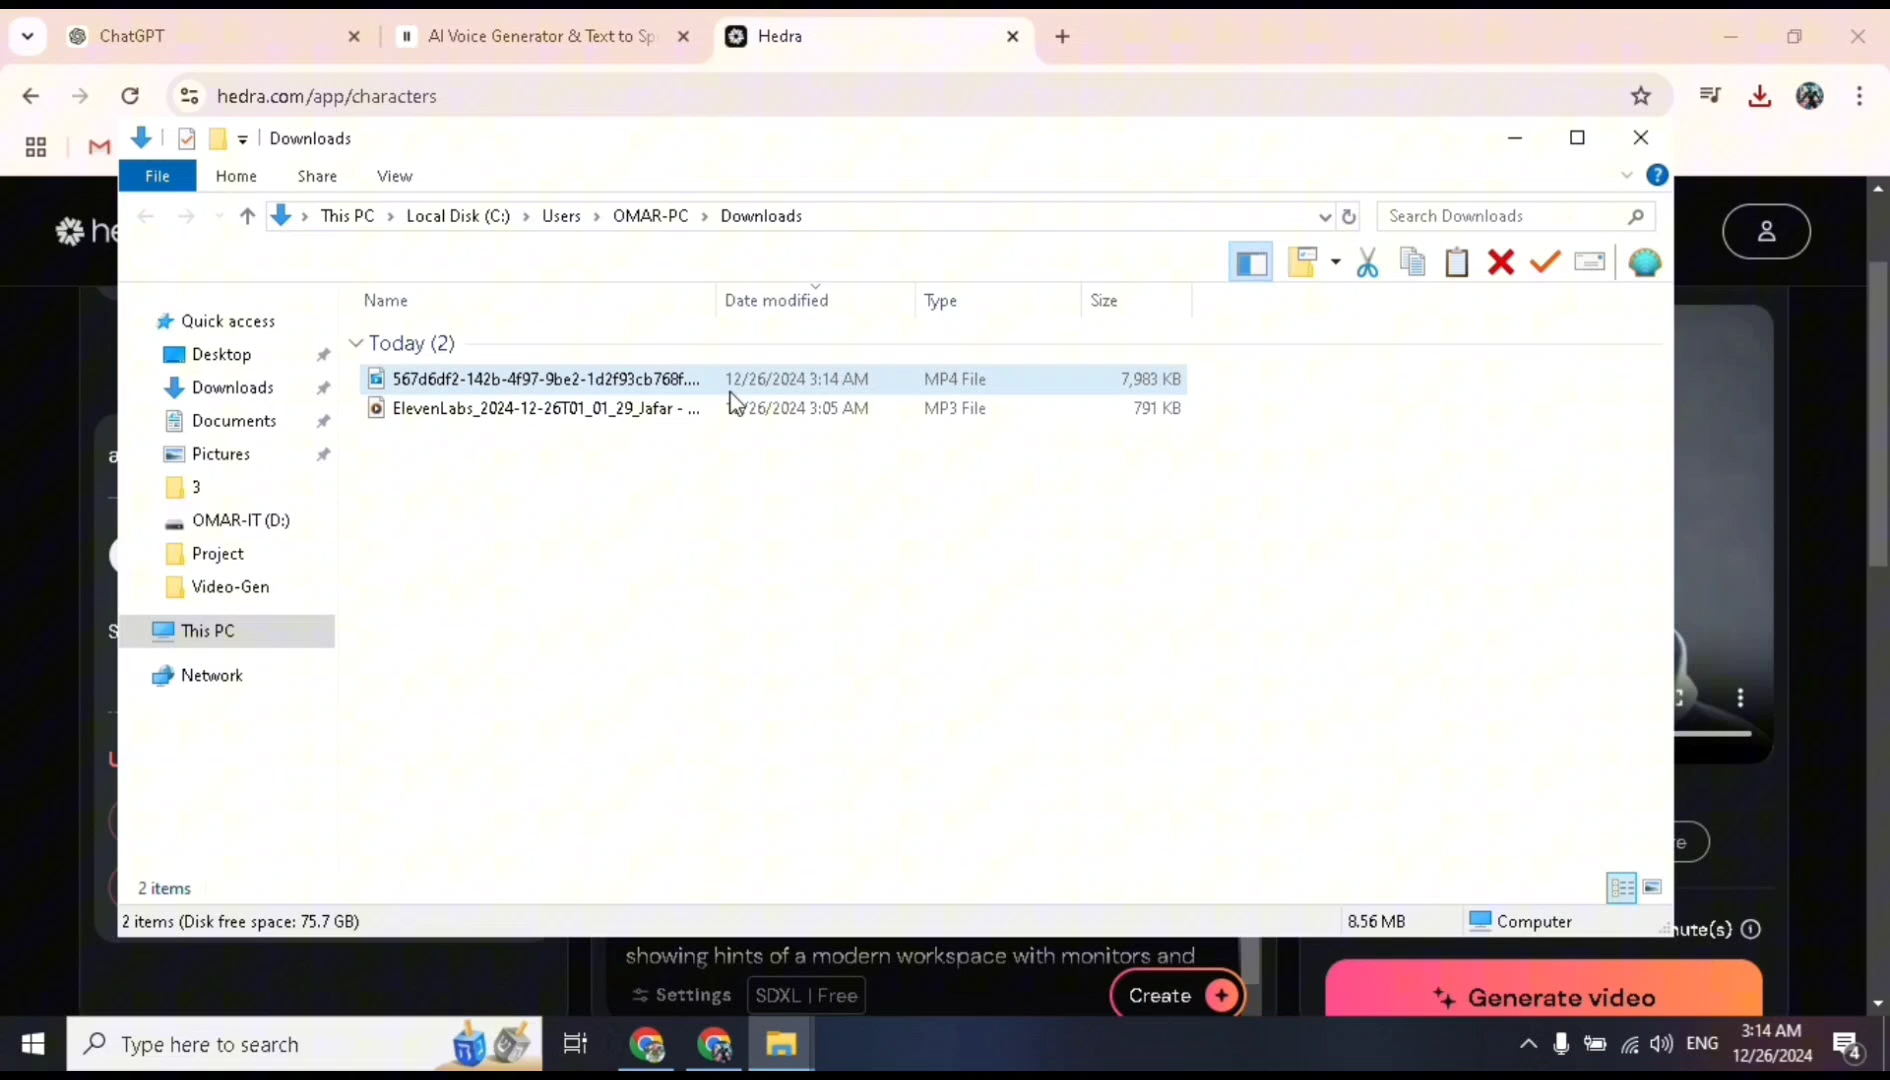 ChatGPT
AI Voice Generator & Text to Sp
Hedra
hedra.com/app/characters
Downloads
File Home Share View
This PC > Local Disk (C:) > Users > OMAR-PC > Downloads
Search Downloads
Name Date modified Type Size
Quick access
Today (2)
Desktop
567d6df2-142b-4f97-9be2-1d2f93cb768f.... 12/26/2024 3:14 AM MP4 File 7,983 KB
Downloads
ElevenLabs_2024-12-26T01_01_29_Jafar - ... /26/2024 3:05 AM MP3 File 791 KB
Documents
Pictures
3
OMAR-IT (D:)
Project
Video-Gen
This PC
Network
2 items
2 items (Disk free space: 75.7 GB) 8.56 MB Computer
nute(s)
showing hints of a modern workspace with monitors and
Settings SDXL | Free Create
Generate video
Type here to search
ENG
3:14 AM
12/26/2024
4